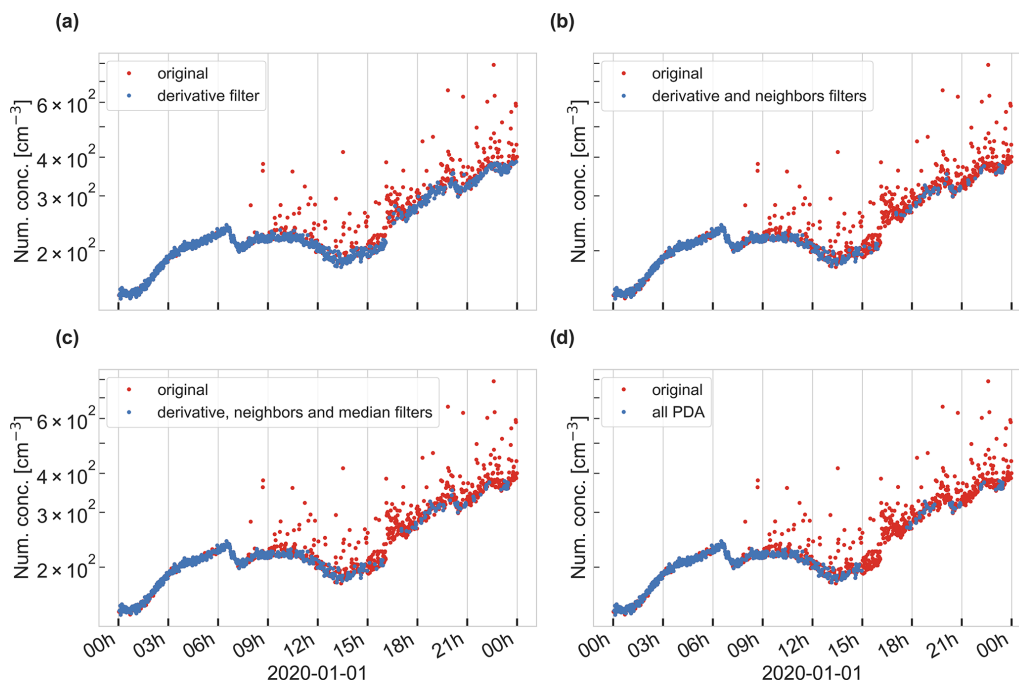 (a)
(b)
original
derivative filter
original
derivative and neighbors filters
Num. conc. [cm⁻³]
6 × 10²
4 × 10²
3 × 10²
2 × 10²
Num. conc. [cm⁻³]
6 × 10²
4 × 10²
3 × 10²
2 × 10²
(c)
(d)
original
derivative, neighbors and median filters
original
all PDA
Num. conc. [cm⁻³]
6 × 10²
4 × 10²
3 × 10²
2 × 10²
Num. conc. [cm⁻³]
6 × 10²
4 × 10²
3 × 10²
2 × 10²
00h 03h 06h 09h 12h 15h 18h 21h 00h
2020-01-01
00h 03h 06h 09h 12h 15h 18h 21h 00h
2020-01-01